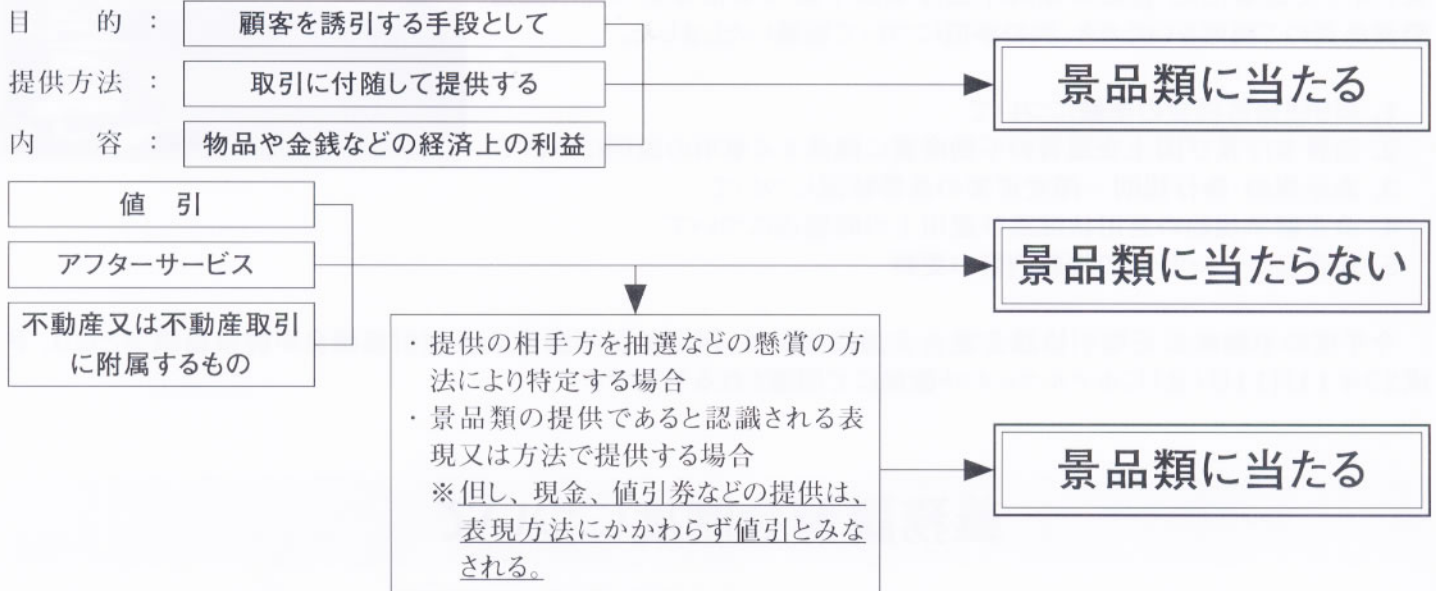 目　的：　顧客を誘引する手段として
提供方法：　取引に付随して提供する
内　容：　物品や金銭などの経済上の利益
景品類に当たる
値　引
アフターサービス
不動産又は不動産取引
に附属するもの
景品類に当たらない
・提供の相手方を抽選などの懸賞の方
法により特定する場合
・景品類の提供であると認識される表
現又は方法で提供する場合
※但し、現金、値引券などの提供は、
表現方法にかかわらず値引とみな
される。
景品類に当たる